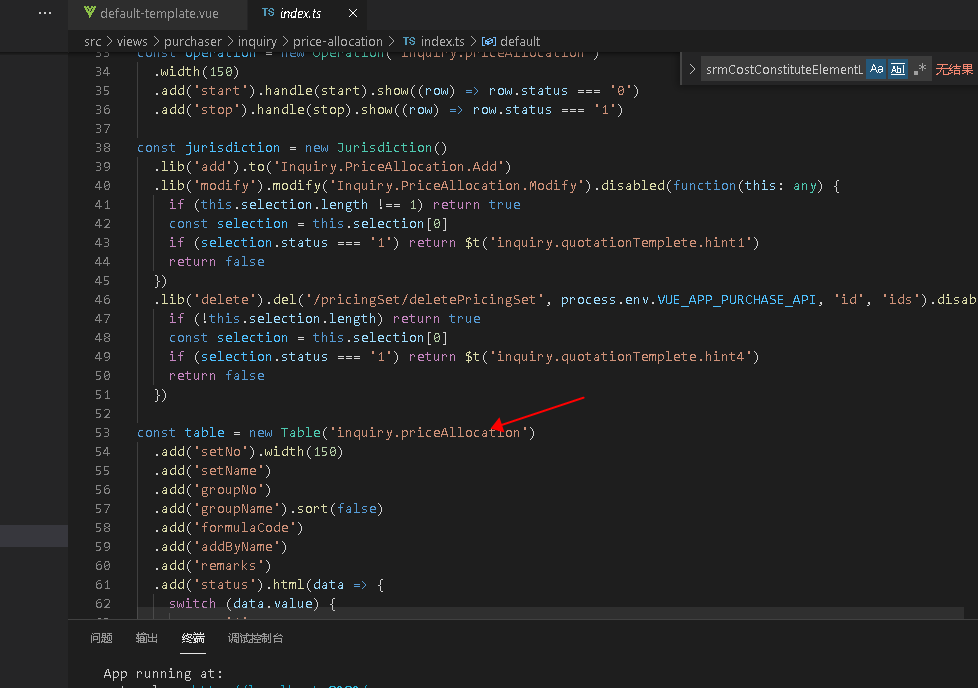 ···
default-template.vue
TS index.ts ×
src > views > purchaser > inquiry > price-allocation > TS index.ts > default
srmCostConstituteElementL Aa Abl .* 无结果
33 const operation = new Operation('inquiry.priceAllocation')
34 .width(150)
35 .add('start').handle(start).show((row) => row.status === '0')
36 .add('stop').handle(stop).show((row) => row.status === '1')
37
38 const jurisdiction = new Jurisdiction()
39 .lib('add').to('Inquiry.PriceAllocation.Add')
40 .lib('modify').modify('Inquiry.PriceAllocation.Modify').disabled(function(this: any) {
41 if (this.selection.length !== 1) return true
42 const selection = this.selection[0]
43 if (selection.status === '1') return $t('inquiry.quotationTemplete.hint1')
44 return false
45 })
46 .lib('delete').del('/pricingSet/deletePricingSet', process.env.VUE_APP_PURCHASE_API, 'id', 'ids').disab
47 if (!this.selection.length) return true
48 const selection = this.selection[0]
49 if (selection.status === '1') return $t('inquiry.quotationTemplete.hint4')
50 return false
51 })
52
53 const table = new Table('inquiry.priceAllocation')
54 .add('setNo').width(150)
55 .add('setName')
56 .add('groupNo')
57 .add('groupName').sort(false)
58 .add('formulaCode')
59 .add('addByName')
60 .add('remarks')
61 .add('status').html(data => {
62 switch (data.value) {
问题 输出 终端 调试控制台
App running at: